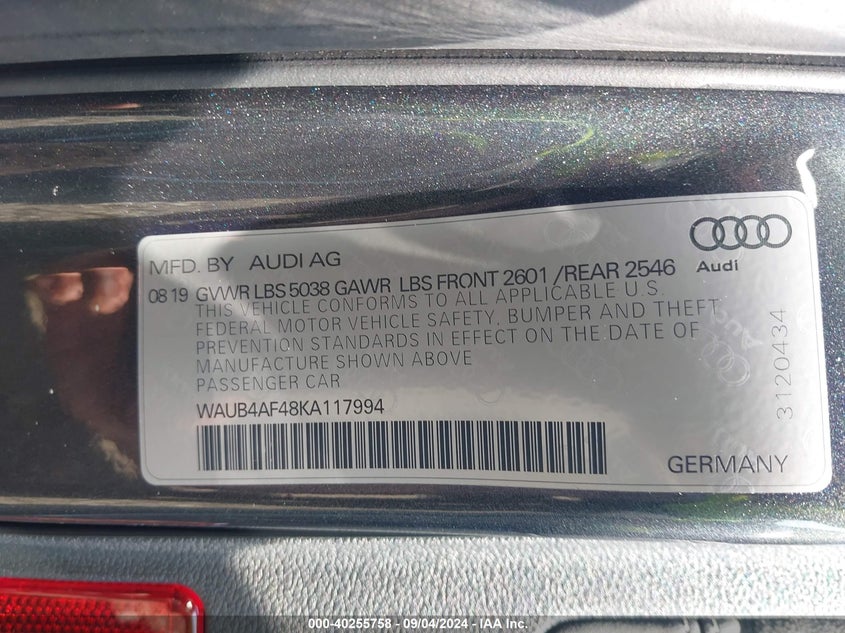 MFD. BY AUDI AG
08 19 GVWR LBS 5038 GAWR LBS FRONT 2601 /REAR 2546
THIS VEHICLE CONFORMS TO ALL APPLICABLE U.S.
FEDERAL MOTOR VEHICLE SAFETY, BUMPER AND THEFT
PREVENTION STANDARDS IN EFFECT ON THE DATE OF
MANUFACTURE SHOWN ABOVE
PASSENGER CAR
WAUB4AF48KA117994
Audi
3120434
GERMANY
000-40255758 - 09/04/2024 - IAA Inc.